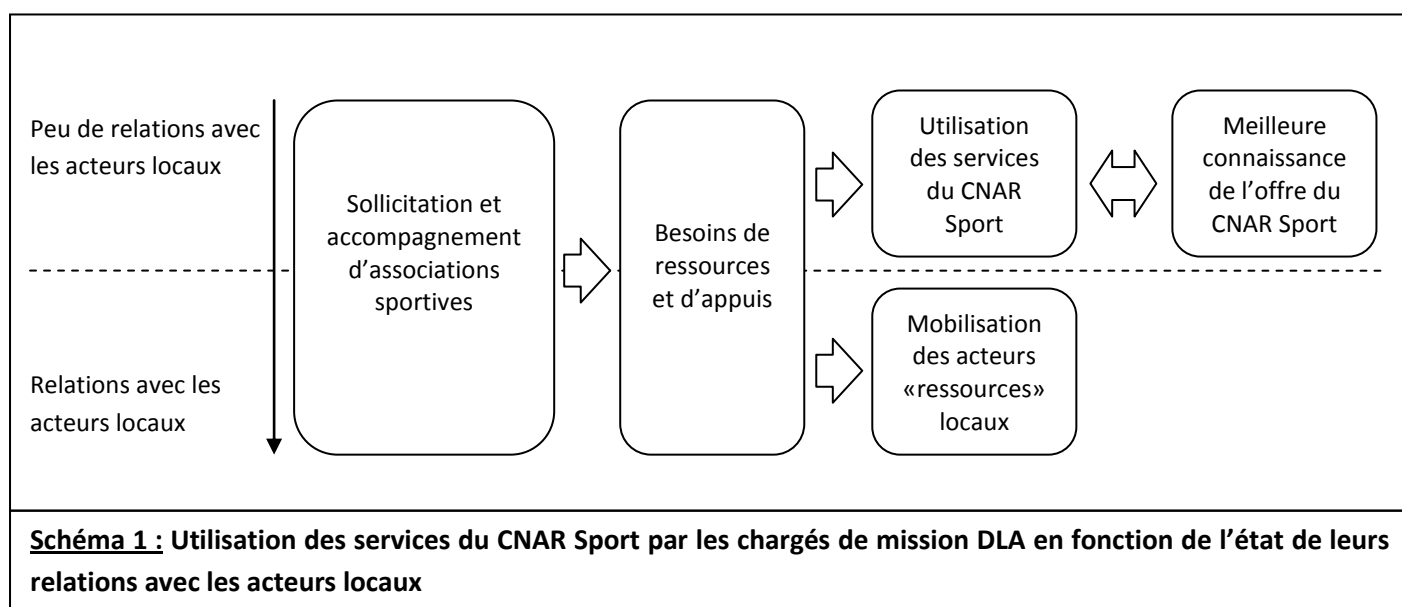 Peu de relations avec
les acteurs locaux
Relations avec les
acteurs locaux
Sollicitation et
accompagnement
d’associations
sportives
Besoins de
ressources
et d’appuis
Utilisation
des services
du CNAR
Sport
Meilleure
connaissance
de l’offre du
CNAR Sport
Mobilisation
des acteurs
«ressources»
locaux
Schéma 1 : Utilisation des services du CNAR Sport par les chargés de mission DLA en fonction de l’état de leurs
relations avec les acteurs locaux